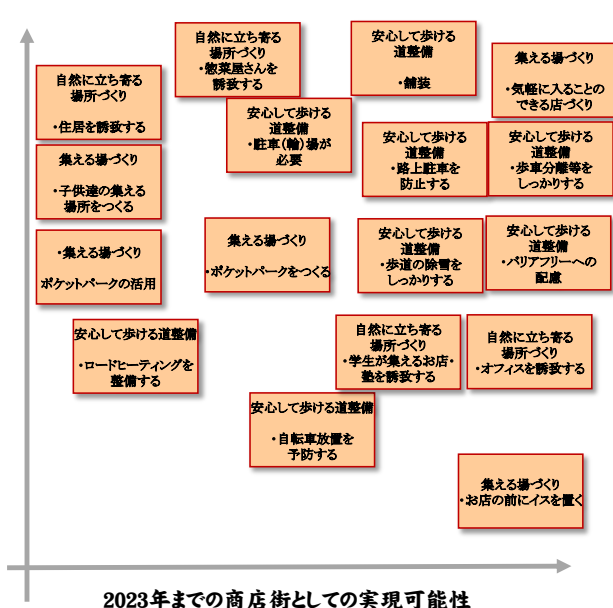 自然に立ち寄る
場所づくり
・惣菜屋さんを
誘致する
安心して歩ける
道整備
・舗装
集える場づくり
・気軽に入ることの
できる店づくり
自然に立ち寄る
場所づくり
・住居を誘致する
安心して歩ける
道整備
・駐車(輪)場が
必要
安心して歩ける
道整備
・路上駐車を
防止する
安心して歩ける
道整備
・歩車分離等を
しっかりする
集える場づくり
・子供達の集える
場所をつくる
・集える場づくり
ポケットパークの活用
集える場づくり
・ポケットパークをつくる
安心して歩ける
道整備
・歩道の除雪を
しっかりする
安心して歩ける
道整備
・バリアフリーへの
配慮
安心して歩ける道整備
・ロードヒーティングを
整備する
自然に立ち寄る
場所づくり
・学生が集えるお店・
塾を誘致する
自然に立ち寄る
場所づくり
・オフィスを誘致する
安心して歩ける道整備
・自転車放置を
予防する
集える場づくり
・お店の前にイスを置く
2023年までの商店街としての実現可能性